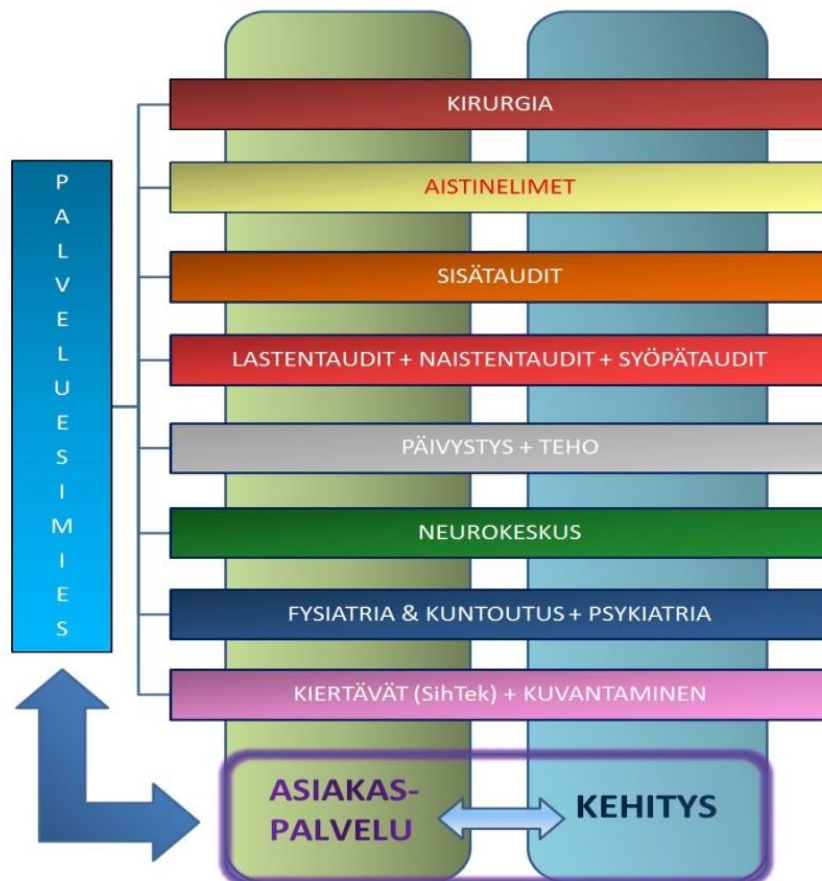 PALVELUESIMIES
KIRURGIA
AISTINELIMET
SISÄTAUDIT
LASTENTAUDIT + NAISTENTAUDIT + SYÖPÄTAUDIT
PÄIVYSTYS + TEHO
NEUROKESKUS
FYSIATRIA & KUNTOUTUS + PSYKIATRIA
KIERTÄVÄT (SihTek) + KUVANTAMINEN
ASIAKAS-
PALVELU
KEHITYS